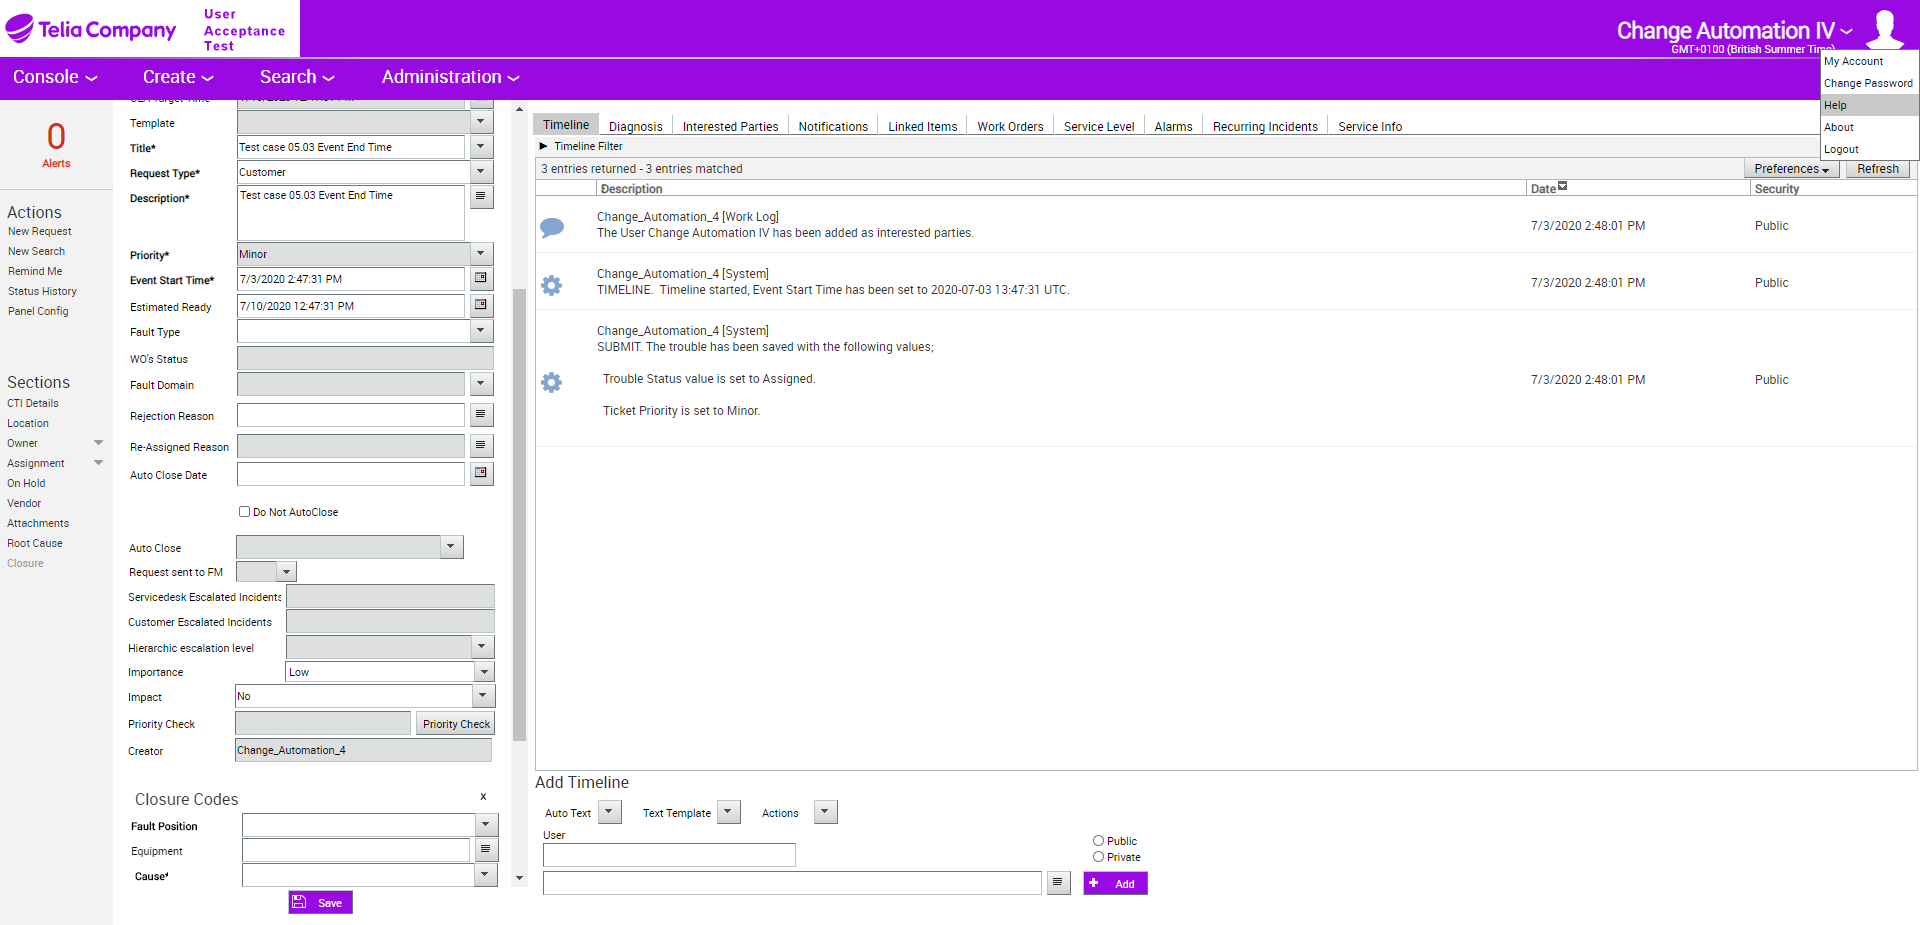 Telia Company
User
Acceptance
Test
Change Automation IV
GMT+0100 (British Summer Time)
Console
Create
Search
Administration
My Account
Change Password
Help
About
Logout
0
Alerts
Actions
New Request
New Search
Remind Me
Status History
Panel Config
Sections
CTI Details
Location
Owner
Assignment
On Hold
Vendor
Attachments
Root Cause
Closure
Template
Title* Test case 05.03 Event End Time
Request Type* Customer
Description* Test case 05.03 Event End Time
Priority* Minor
Event Start Time* 7/3/2020 2:47:31 PM
Estimated Ready 7/10/2020 12:47:31 PM
Fault Type
WO's Status
Fault Domain
Rejection Reason
Re-Assigned Reason
Auto Close Date
Do Not AutoClose
Auto Close
Request sent to FM
Servicedesk Escalated Incidents
Customer Escalated Incidents
Hierarchic escalation level
Importance Low
Impact No
Priority Check Priority Check
Creator Change_Automation_4
Closure Codes x
Fault Position
Equipment
Cause*
Save
Timeline Diagnosis Interested Parties Notifications Linked Items Work Orders Service Level Alarms Recurring Incidents Service Info
Timeline Filter
3 entries returned - 3 entries matched Preferences Refresh
Description Date Security
Change_Automation_4 [Work Log]
The User Change Automation IV has been added as interested parties. 7/3/2020 2:48:01 PM Public
Change_Automation_4 [System]
TIMELINE. Timeline started, Event Start Time has been set to 2020-07-03 13:47:31 UTC. 7/3/2020 2:48:01 PM Public
Change_Automation_4 [System]
SUBMIT. The trouble has been saved with the following values;
Trouble Status value is set to Assigned. 7/3/2020 2:48:01 PM Public
Ticket Priority is set to Minor.
Add Timeline
Auto Text Text Template Actions
User
Public
Private
Add